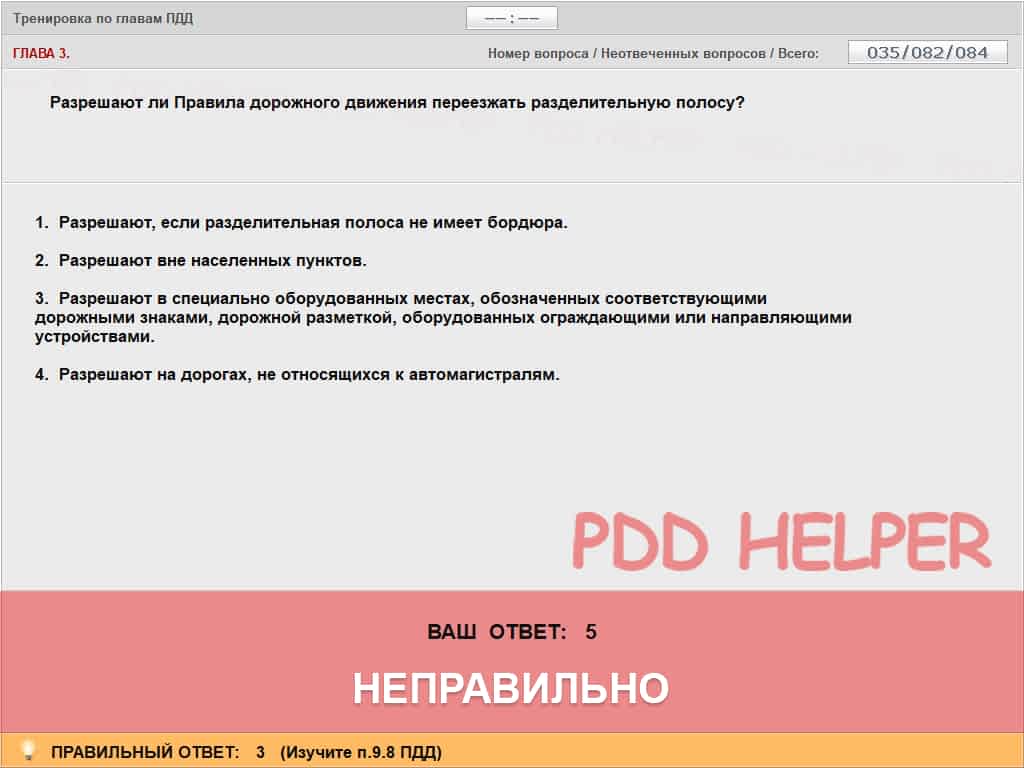 Тренировка по главам ПДД
—— : ——
ГЛАВА 3.
Номер вопроса / Неотвеченных вопросов / Всего:
035/082/084
Разрешают ли Правила дорожного движения переезжать разделительную полосу?
1. Разрешают, если разделительная полоса не имеет бордюра.
2. Разрешают вне населенных пунктов.
3. Разрешают в специально оборудованных местах, обозначенных соответствующими
дорожными знаками, дорожной разметкой, оборудованных ограждающими или направляющими
устройствами.
4. Разрешают на дорогах, не относящихся к автомагистралям.
PDD HELPER
ВАШ ОТВЕТ: 5
НЕПРАВИЛЬНО
ПРАВИЛЬНЫЙ ОТВЕТ: 3 (Изучите п.9.8 ПДД)